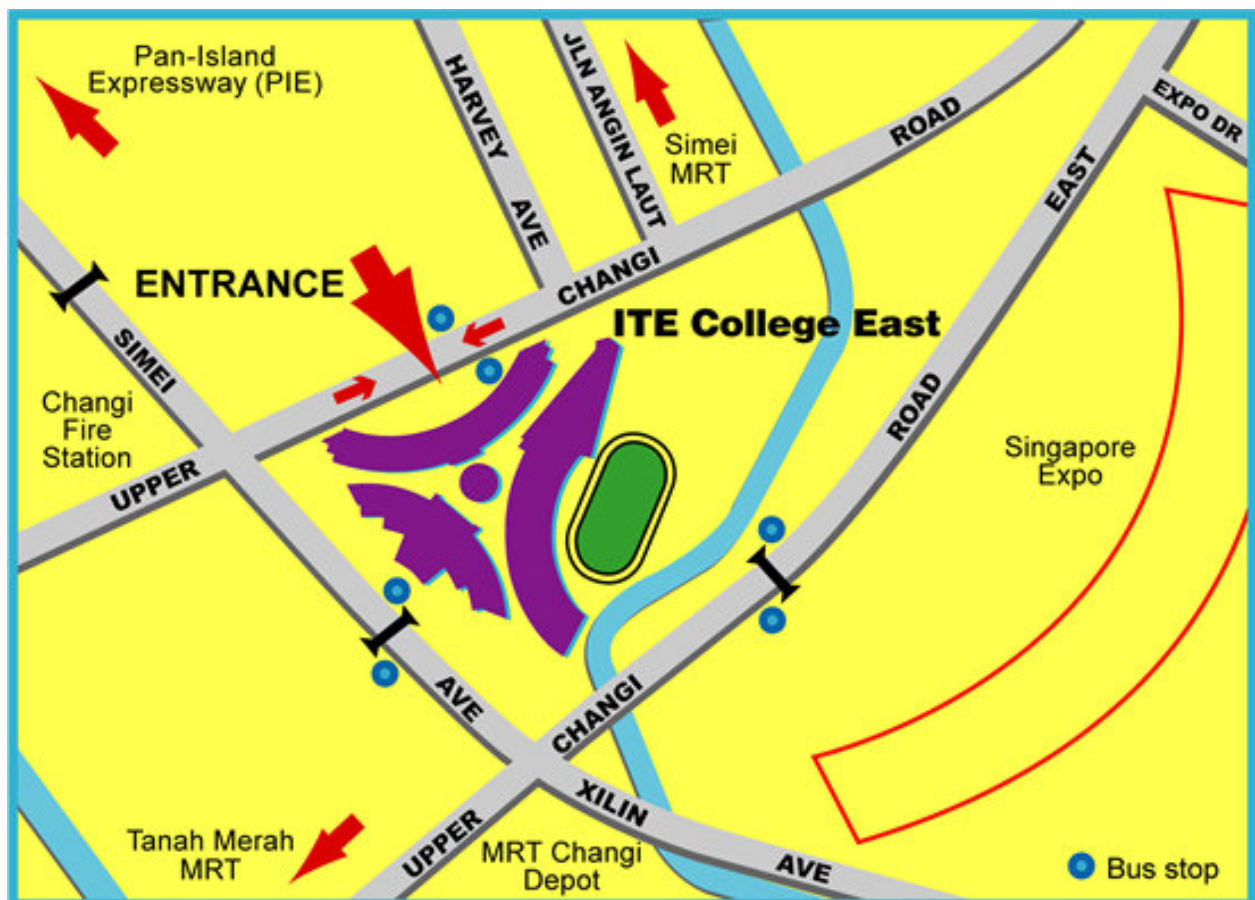 Pan-Island
Expressway (PIE)
HARVEY AVE
JLN ANGIN LAUT
Simei
MRT
UPPER CHANGI ROAD
EXPO DR
ENTRANCE
ITE College East
SIMEI AVE
Changi
Fire
Station
Singapore
Expo
UPPER CHANGI ROAD EAST
XILIN AVE
Tanah Merah
MRT
MRT Changi
Depot
Bus stop